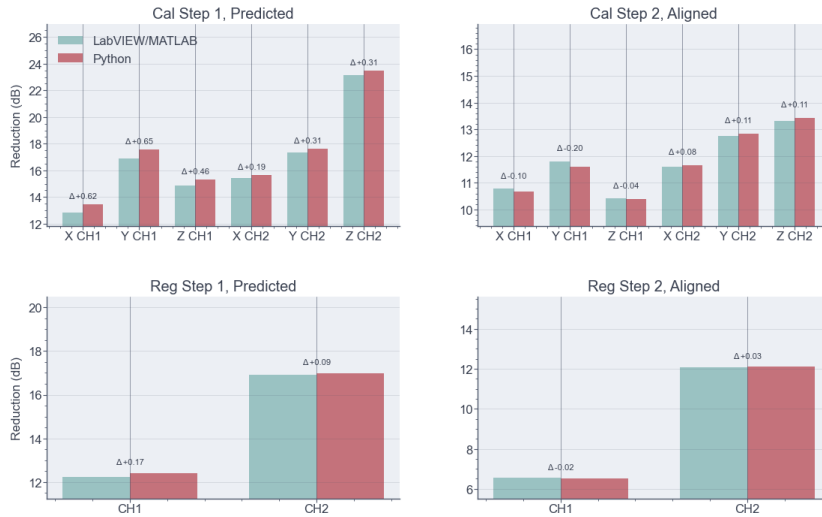 Cal Step 1, Predicted
LabVIEW/MATLAB
Python
Reduction (dB)
26
24
22
20
18
16
14
12
Δ+0.62
Δ+0.65
Δ+0.46
Δ+0.19
Δ+0.31
Δ+0.31
X CH1 Y CH1 Z CH1 X CH2 Y CH2 Z CH2
Cal Step 2, Aligned
16
15
14
13
12
11
10
Δ-0.10
Δ-0.20
Δ-0.04
Δ+0.08
Δ+0.11
Δ+0.11
X CH1 Y CH1 Z CH1 X CH2 Y CH2 Z CH2
Reg Step 1, Predicted
Reduction (dB)
20
18
16
14
12
Δ+0.17
Δ+0.09
CH1 CH2
Reg Step 2, Aligned
14
12
10
8
6
Δ-0.02
Δ+0.03
CH1 CH2